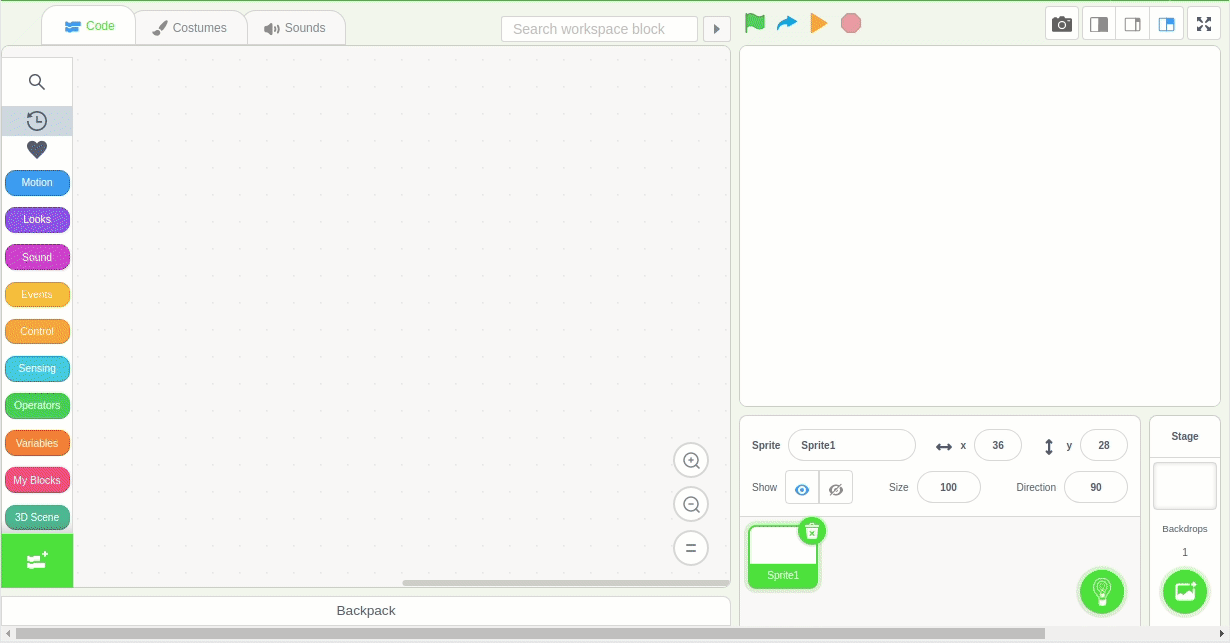 Code
Costumes
Sounds
Search workspace block
Motion
Looks
Sound
Events
Control
Sensing
Operators
Variables
My Blocks
3D Scene
Backpack
Sprite
Sprite1
x
36
y
28
Show
Size
100
Direction
90
Sprite1
Stage
Backdrops
1